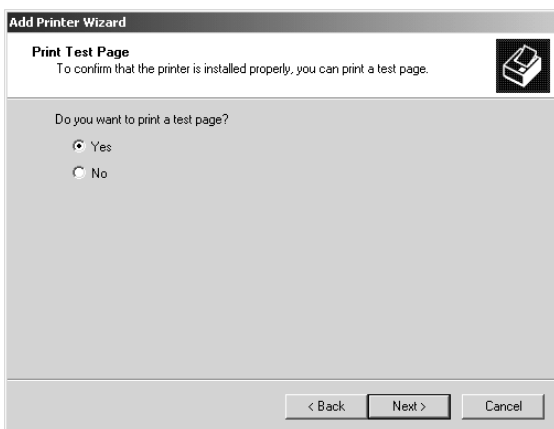 Add Printer Wizard
Print Test Page
To confirm that the printer is installed properly, you can print a test page.
Do you want to print a test page?
Yes
No
< Back
Next >
Cancel